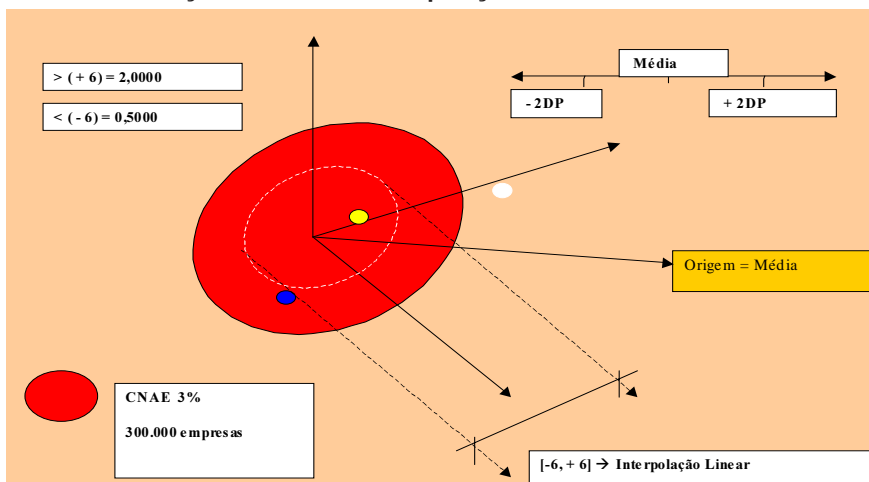 > ( + 6) = 2,0000
< ( - 6) = 0,5000
Média
- 2DP
+ 2DP
Origem = Média
CNAE 3%
300.000 empresas
[-6, + 6] → Interpolação Linear